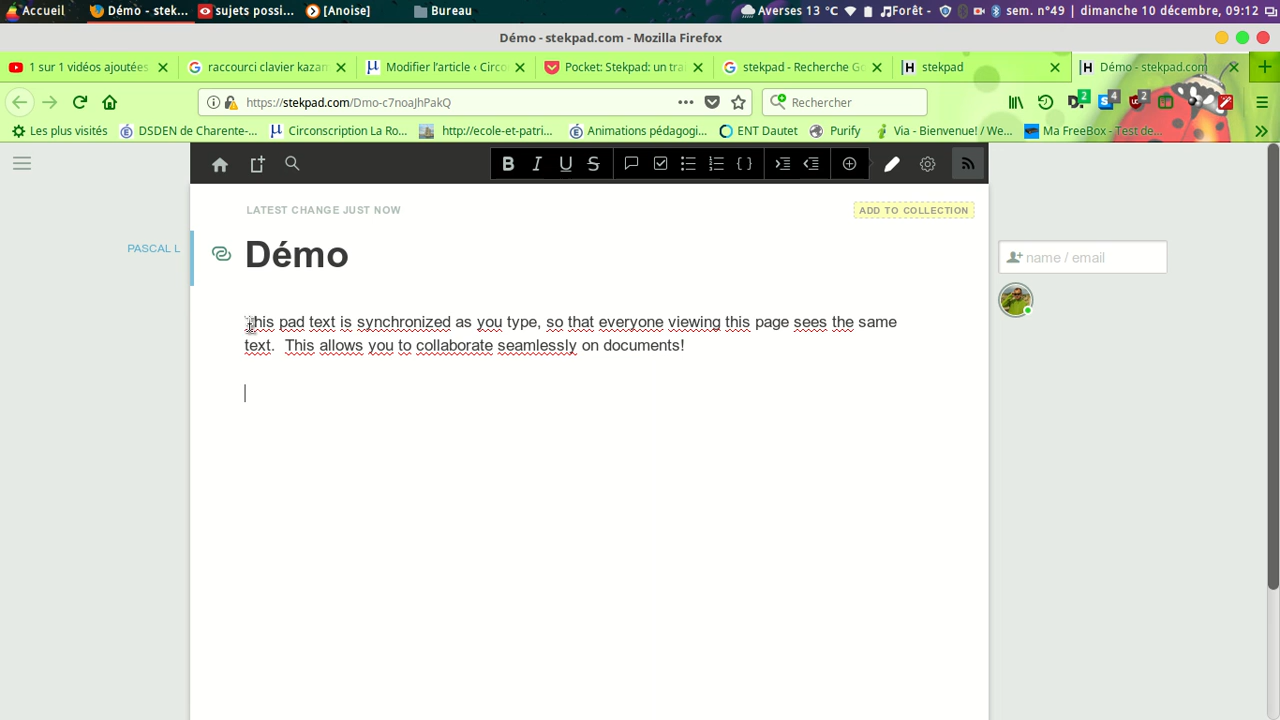 Accueil
Démo - stek...
sujets possi...
[Anoise]
Bureau
Averses 13 °C
Forêt -
sem. n°49 | dimanche 10 décembre, 09:12
Démo - stekpad.com - Mozilla Firefox
1 sur 1 vidéos ajoutées
raccourci clavier kazam
Modifier l'article ‹ Circo
Pocket: Stekpad: un tra
stekpad - Recherche Go
stekpad
Démo - stekpad.com
https://stekpad.com/Dmo-c7noaJhPakQ
Rechercher
2
4
2
Les plus visités
DSDEN de Charente-...
Circonscription La Ro...
http://ecole-et-patri...
Animations pédagogi...
ENT Dautet
Purify
Via - Bienvenue! / We...
Ma FreeBox - Test de...
B I U S
LATEST CHANGE JUST NOW
ADD TO COLLECTION
PASCAL L
Démo
name / email
This pad text is synchronized as you type, so that everyone viewing this page sees the same
text. This allows you to collaborate seamlessly on documents!